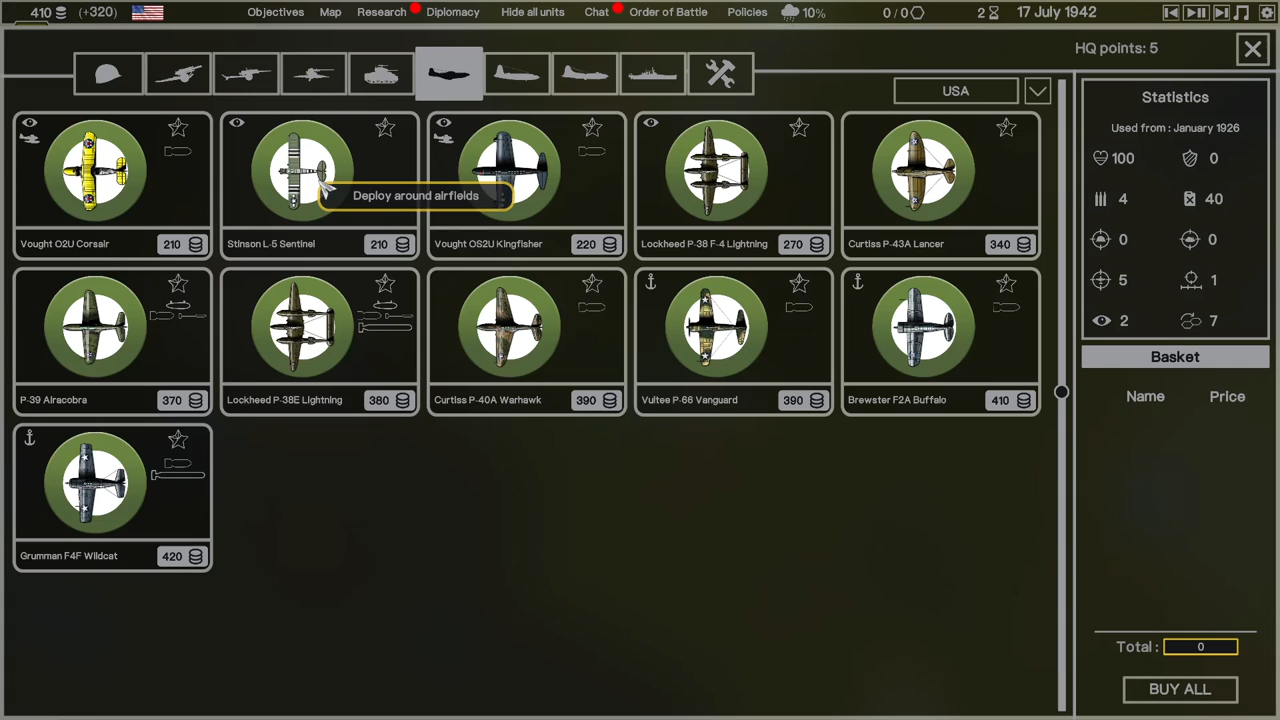 410 (+320) Objectives Map Research Diplomacy Hide all units Chat Order of Battle Policies 10% 0 / 0 2 17 July 1942
HQ points: 5
USA
Statistics
Used from : January 1926
100 0
4 40
0 0
5 1
2 7
Deploy around airfields
Vought O2U Corsair 210
Stinson L-5 Sentinel 210
Vought OS2U Kingfisher 220
Lockheed P-38 F-4 Lightning 270
Curtiss P-43A Lancer 340
P-39 Airacobra 370
Lockheed P-38E Lightning 380
Curtiss P-40A Warhawk 390
Vultee P-66 Vanguard 390
Brewster F2A Buffalo 410
Grumman F4F Wildcat 420
Basket
Name Price
Total : 0
BUY ALL